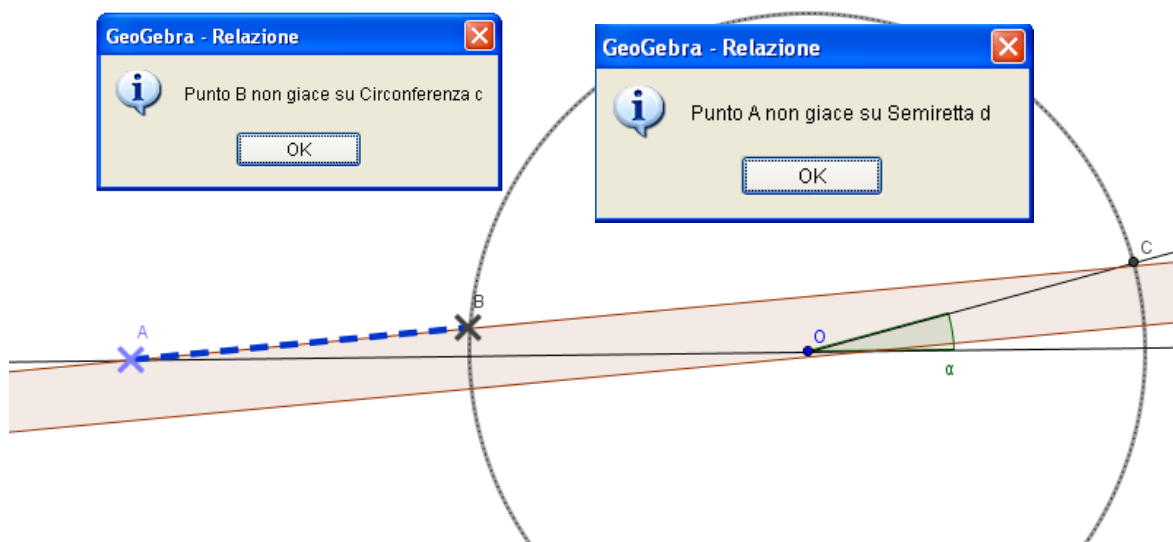 GeoGebra - Relazione
Punto B non giace su Circonferenza c
OK
GeoGebra - Relazione
Punto A non giace su Semiretta d
OK
C
B
A
O
α